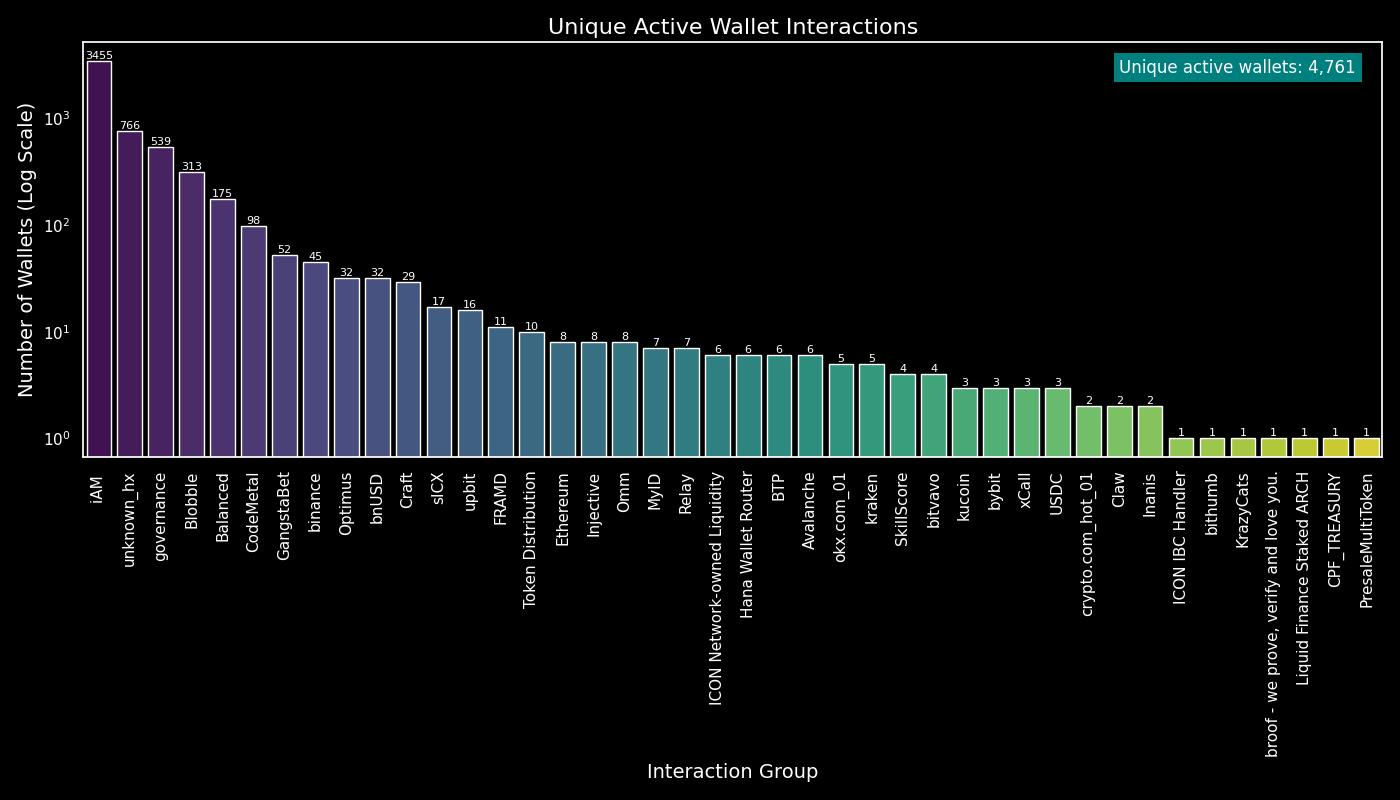 Unique Active Wallet Interactions
Unique active wallets: 4,761
Number of Wallets (Log Scale)
10³
10²
10¹
10⁰
3455
766
539
313
175
98
52
45
32
32
29
17
16
11
10
8
8
8
7
7
6
6
6
6
5
5
4
4
3
3
3
3
2
2
2
1
1
1
1
1
1
1
iAM
unknown_hx
governance
Blobble
Balanced
CodeMetal
GangstaBet
binance
Optimus
bnUSD
Craft
sICX
upbit
FRAMD
Token Distribution
Ethereum
Injective
Omm
MyID
Relay
ICON Network-owned Liquidity
Hana Wallet Router
BTP
Avalanche
okx.com_01
kraken
SkillScore
bitvavo
kucoin
bybit
xCall
USDC
crypto.com_hot_01
Claw
Inanis
ICON IBC Handler
bithumb
KrazyCats
broof - we prove, verify and love you.
Liquid Finance Staked ARCH
CPF_TREASURY
PresaleMultiToken
Interaction Group